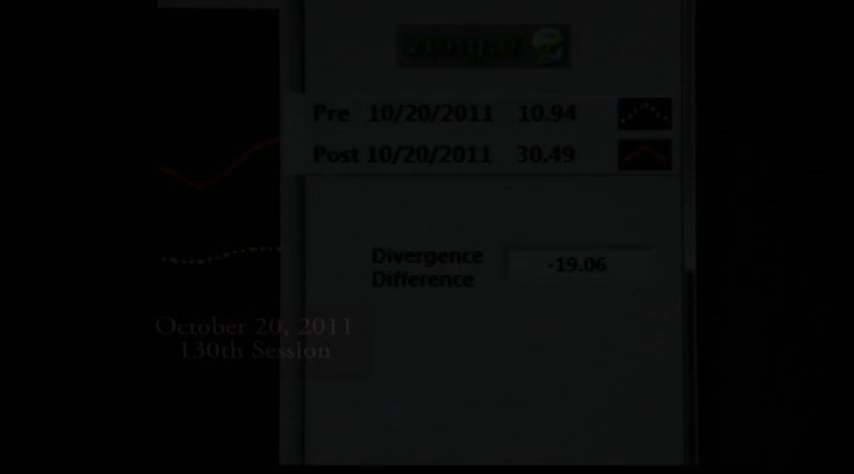 Pre 10/20/2011 10.94
Post 10/20/2011 30.49
Divergence
Difference
-19.06
October 20, 2011
130th Session